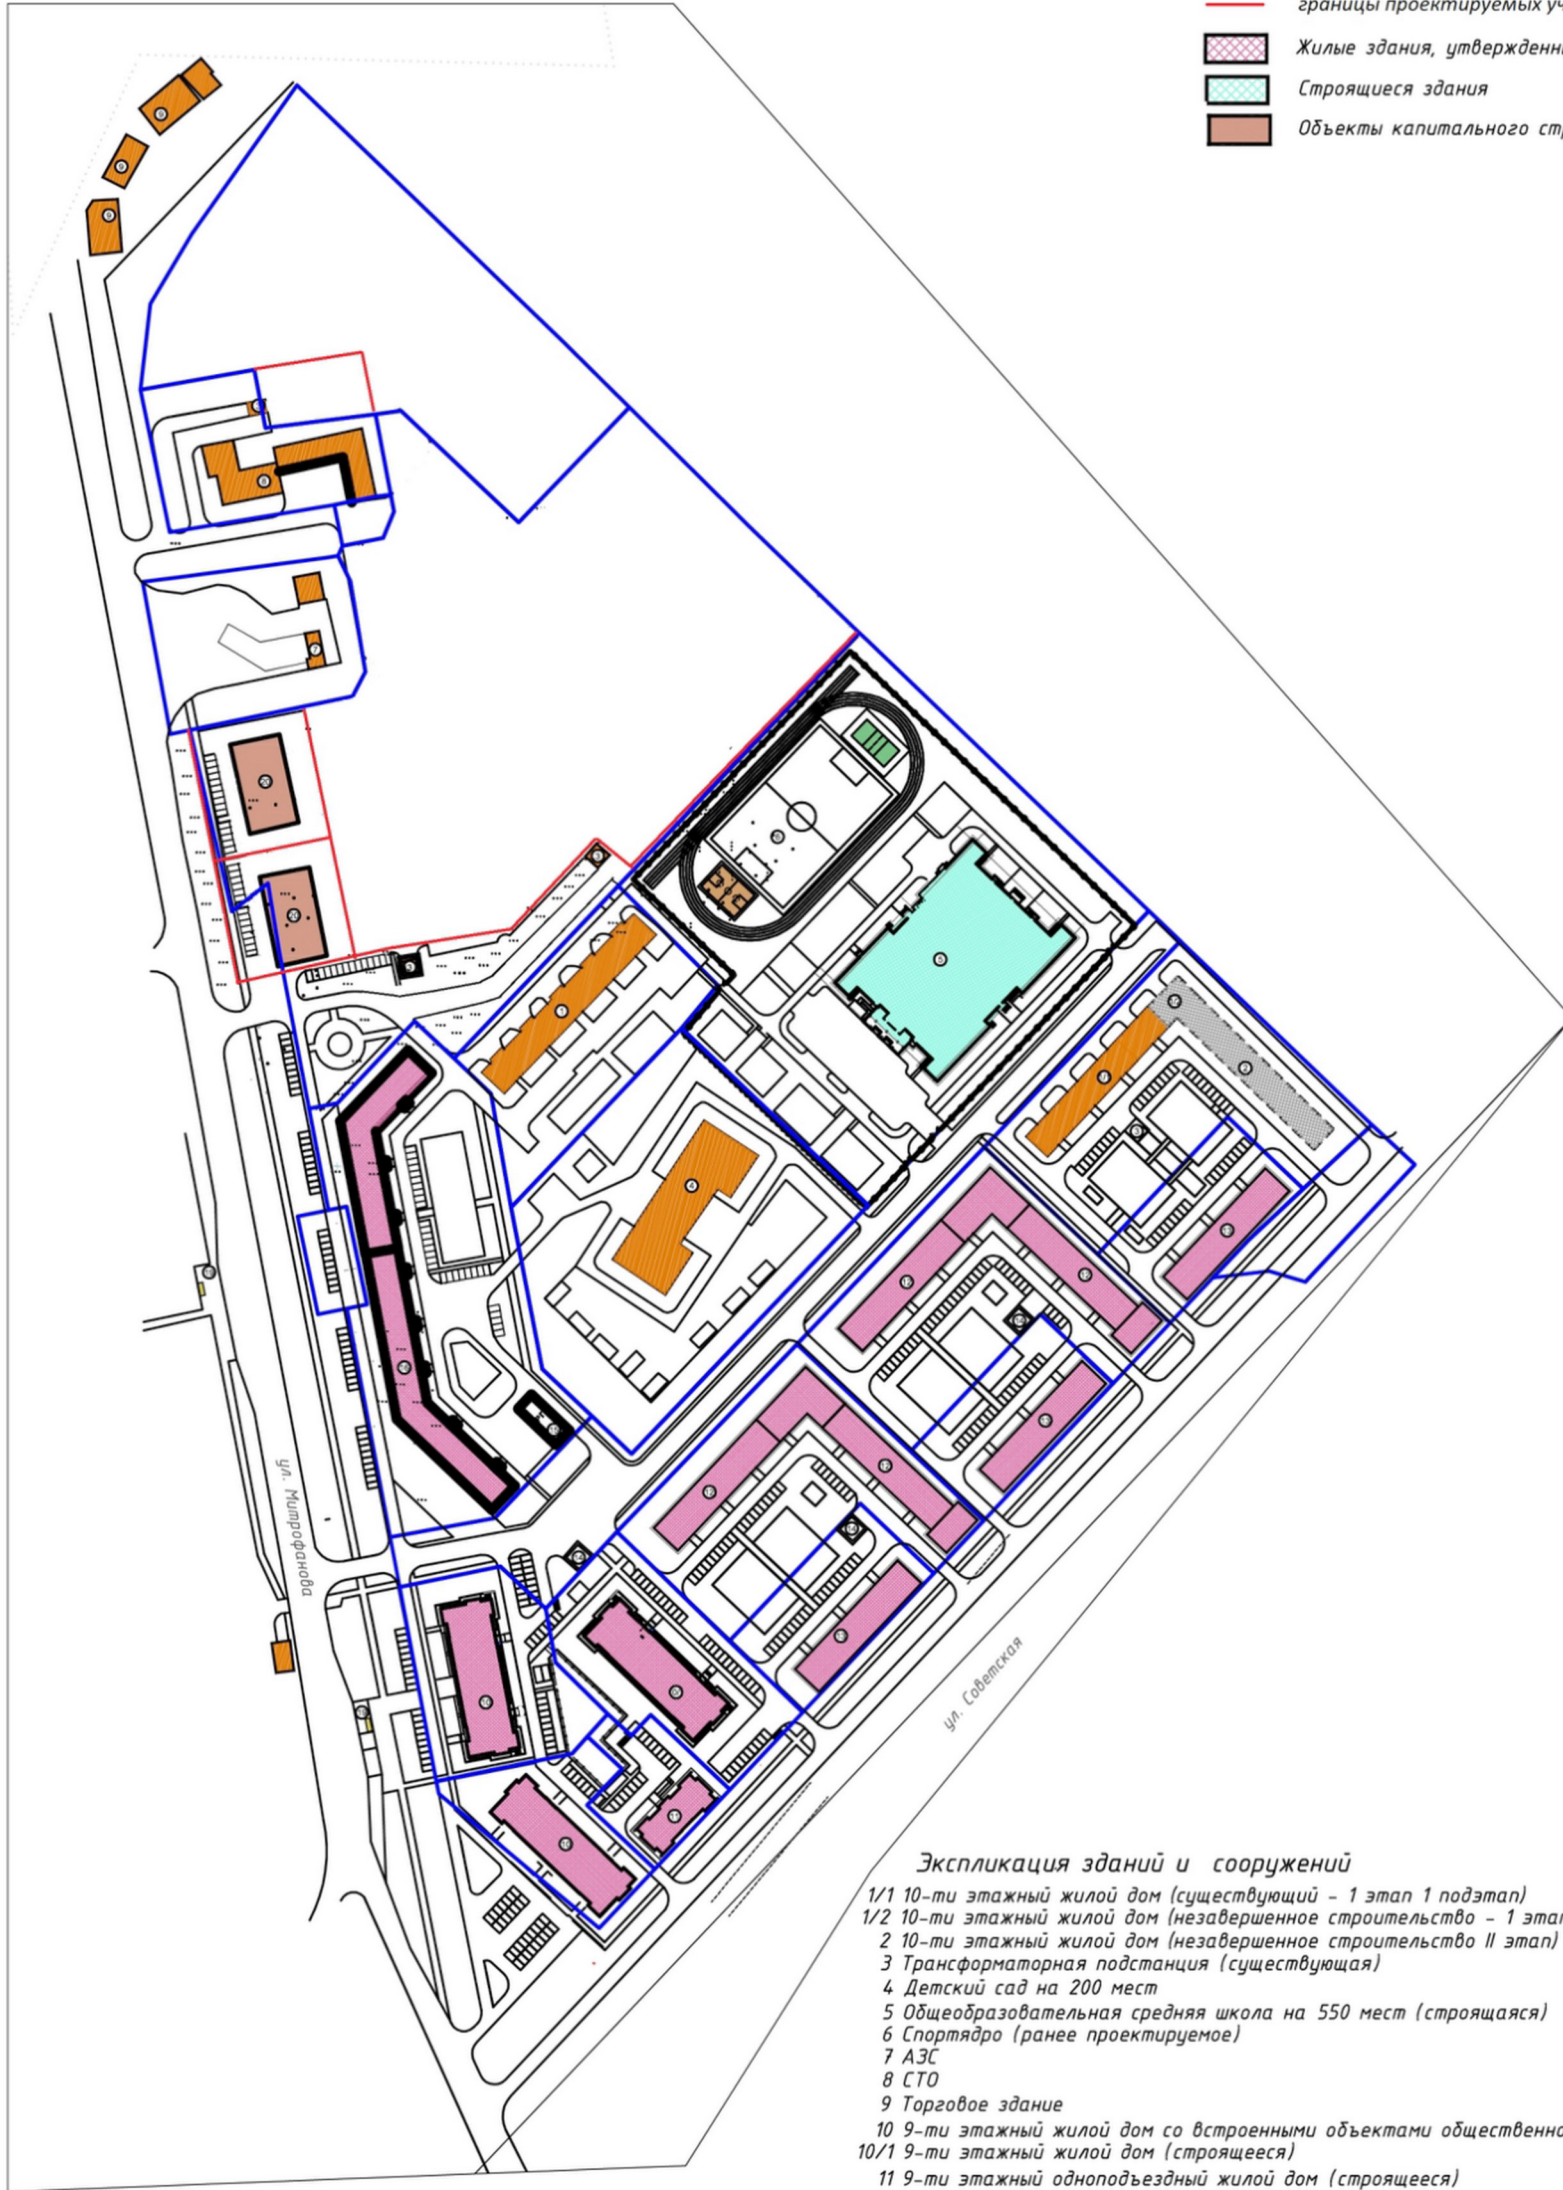 границы проектируемых уч
Жилые здания, утвержденн
Строящиеся здания
Объекты капитального ст
ул. Митрофанова
ул. Советская
Экспликация зданий и сооружений
1/1 10-ти этажный жилой дом (существующий - 1 этап 1 подэтап)
1/2 10-ти этажный жилой дом (незавершенное строительство - 1 этап
2 10-ти этажный жилой дом (незавершенное строительство II этап)
3 Трансформаторная подстанция (существующая)
4 Детский сад на 200 мест
5 Общеобразовательная средняя школа на 550 мест (строящаяся)
6 Спортядро (ранее проектируемое)
7 АЗС
8 СТО
9 Торговое здание
10 9-ти этажный жилой дом со встроенными объектами общественно
10/1 9-ти этажный жилой дом (строящееся)
11 9-ти этажный одноподъездный жилой дом (строящееся)